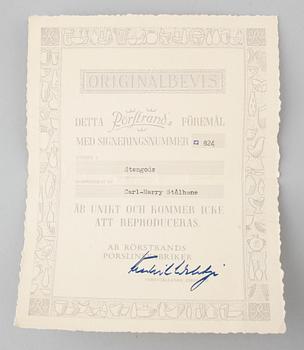 ORIGINALBEVIS
DETTA Rörstrands FÖREMÅL
MED SIGNERINGSNUMMER 824
Stengods
Carl-Harry Stålhane
ÄR UNIKT OCH KOMMER ICKE
ATT REPRODUCERAS.
AB RÖRSTRANDS
PORSLINSFABRIKER